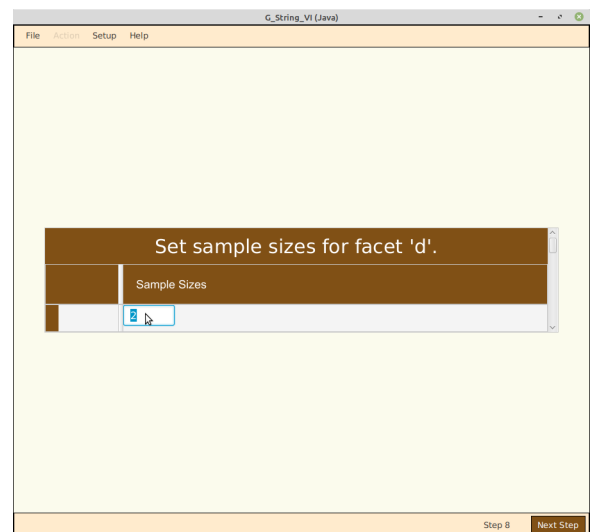 G_String_VI (Java)
File Action Setup Help
Set sample sizes for facet 'd'.
Sample Sizes
2
Step 8 Next Step